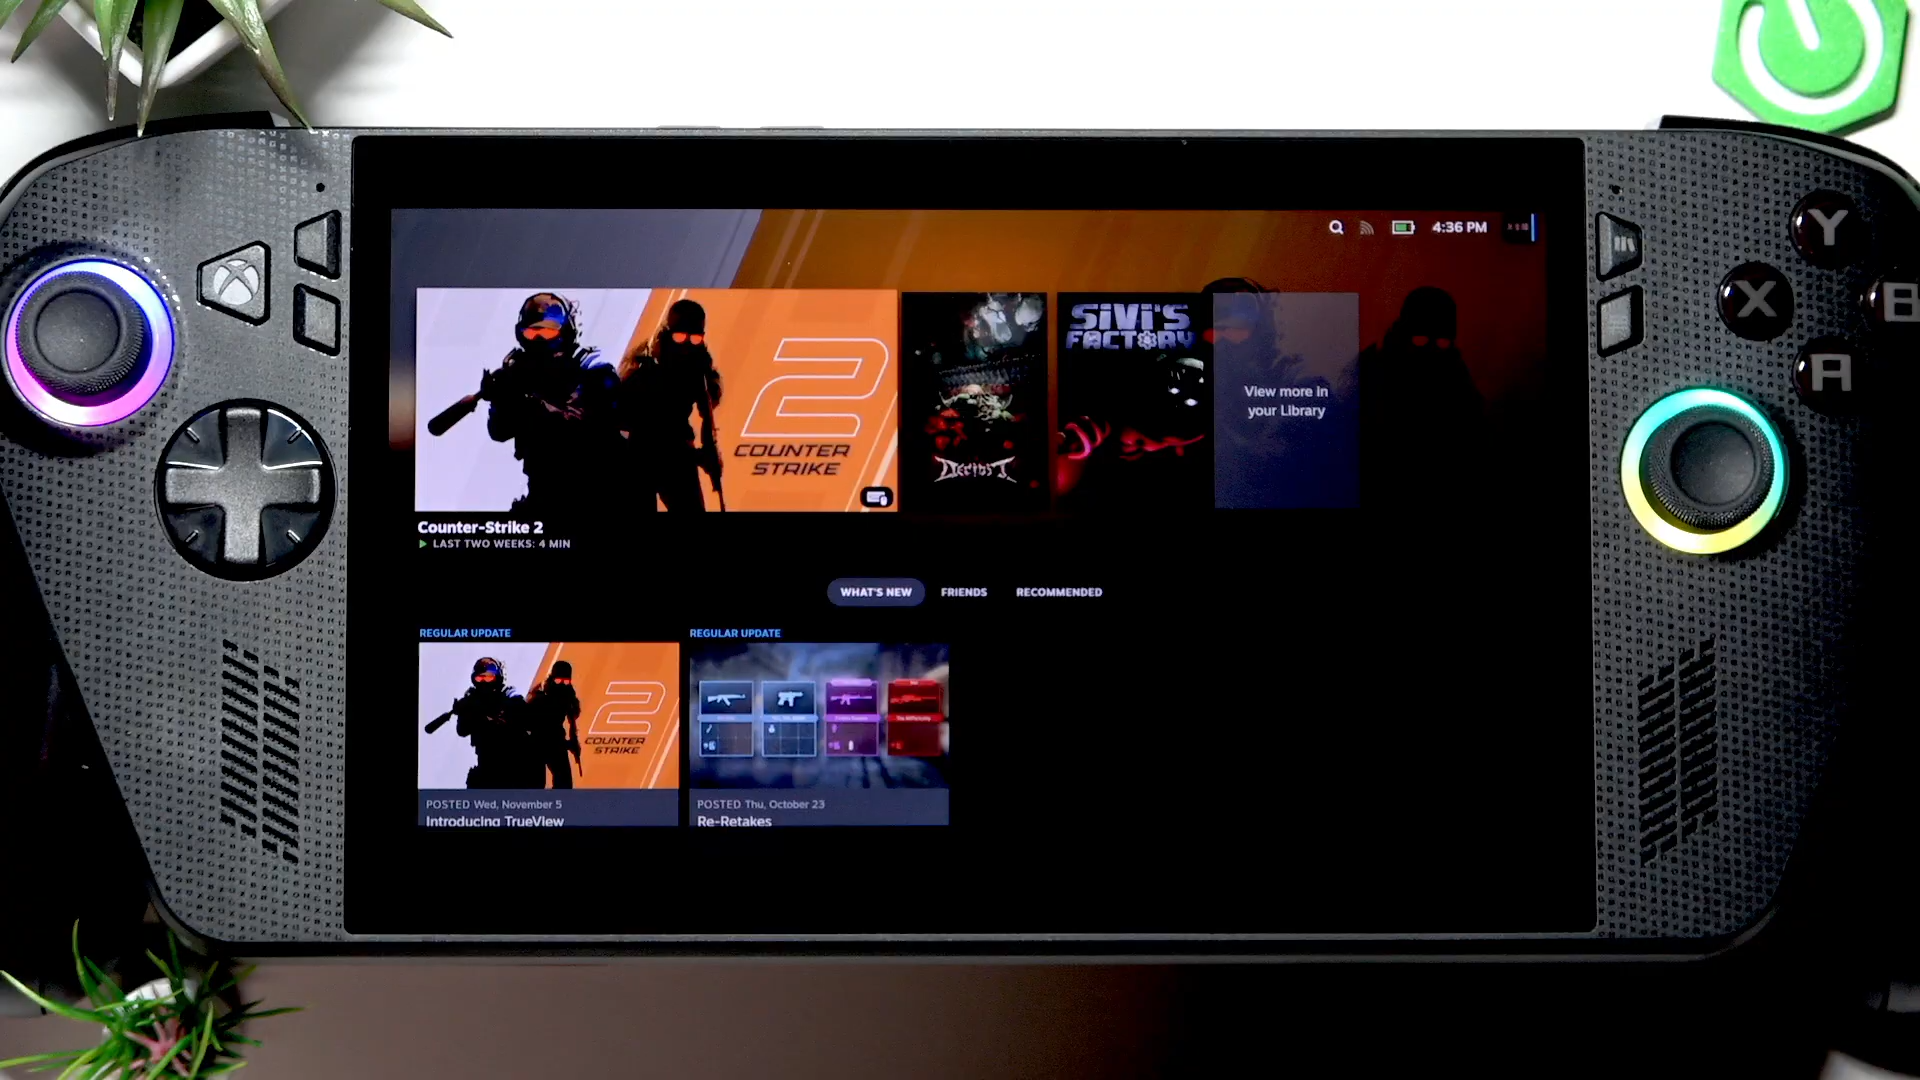 4:36 PM
2
COUNTER
STRIKE
DECTOST
SiVi'S
FACTORY
View more in
your Library
Counter-Strike 2
LAST TWO WEEKS: 4 MIN
WHAT'S NEW
FRIENDS
RECOMMENDED
REGULAR UPDATE
REGULAR UPDATE
2
COUNTER
STRIKE
POSTED Wed, November 5
Introducing TrueView
POSTED Thu, October 23
Re-Retakes
Y
X
B
A